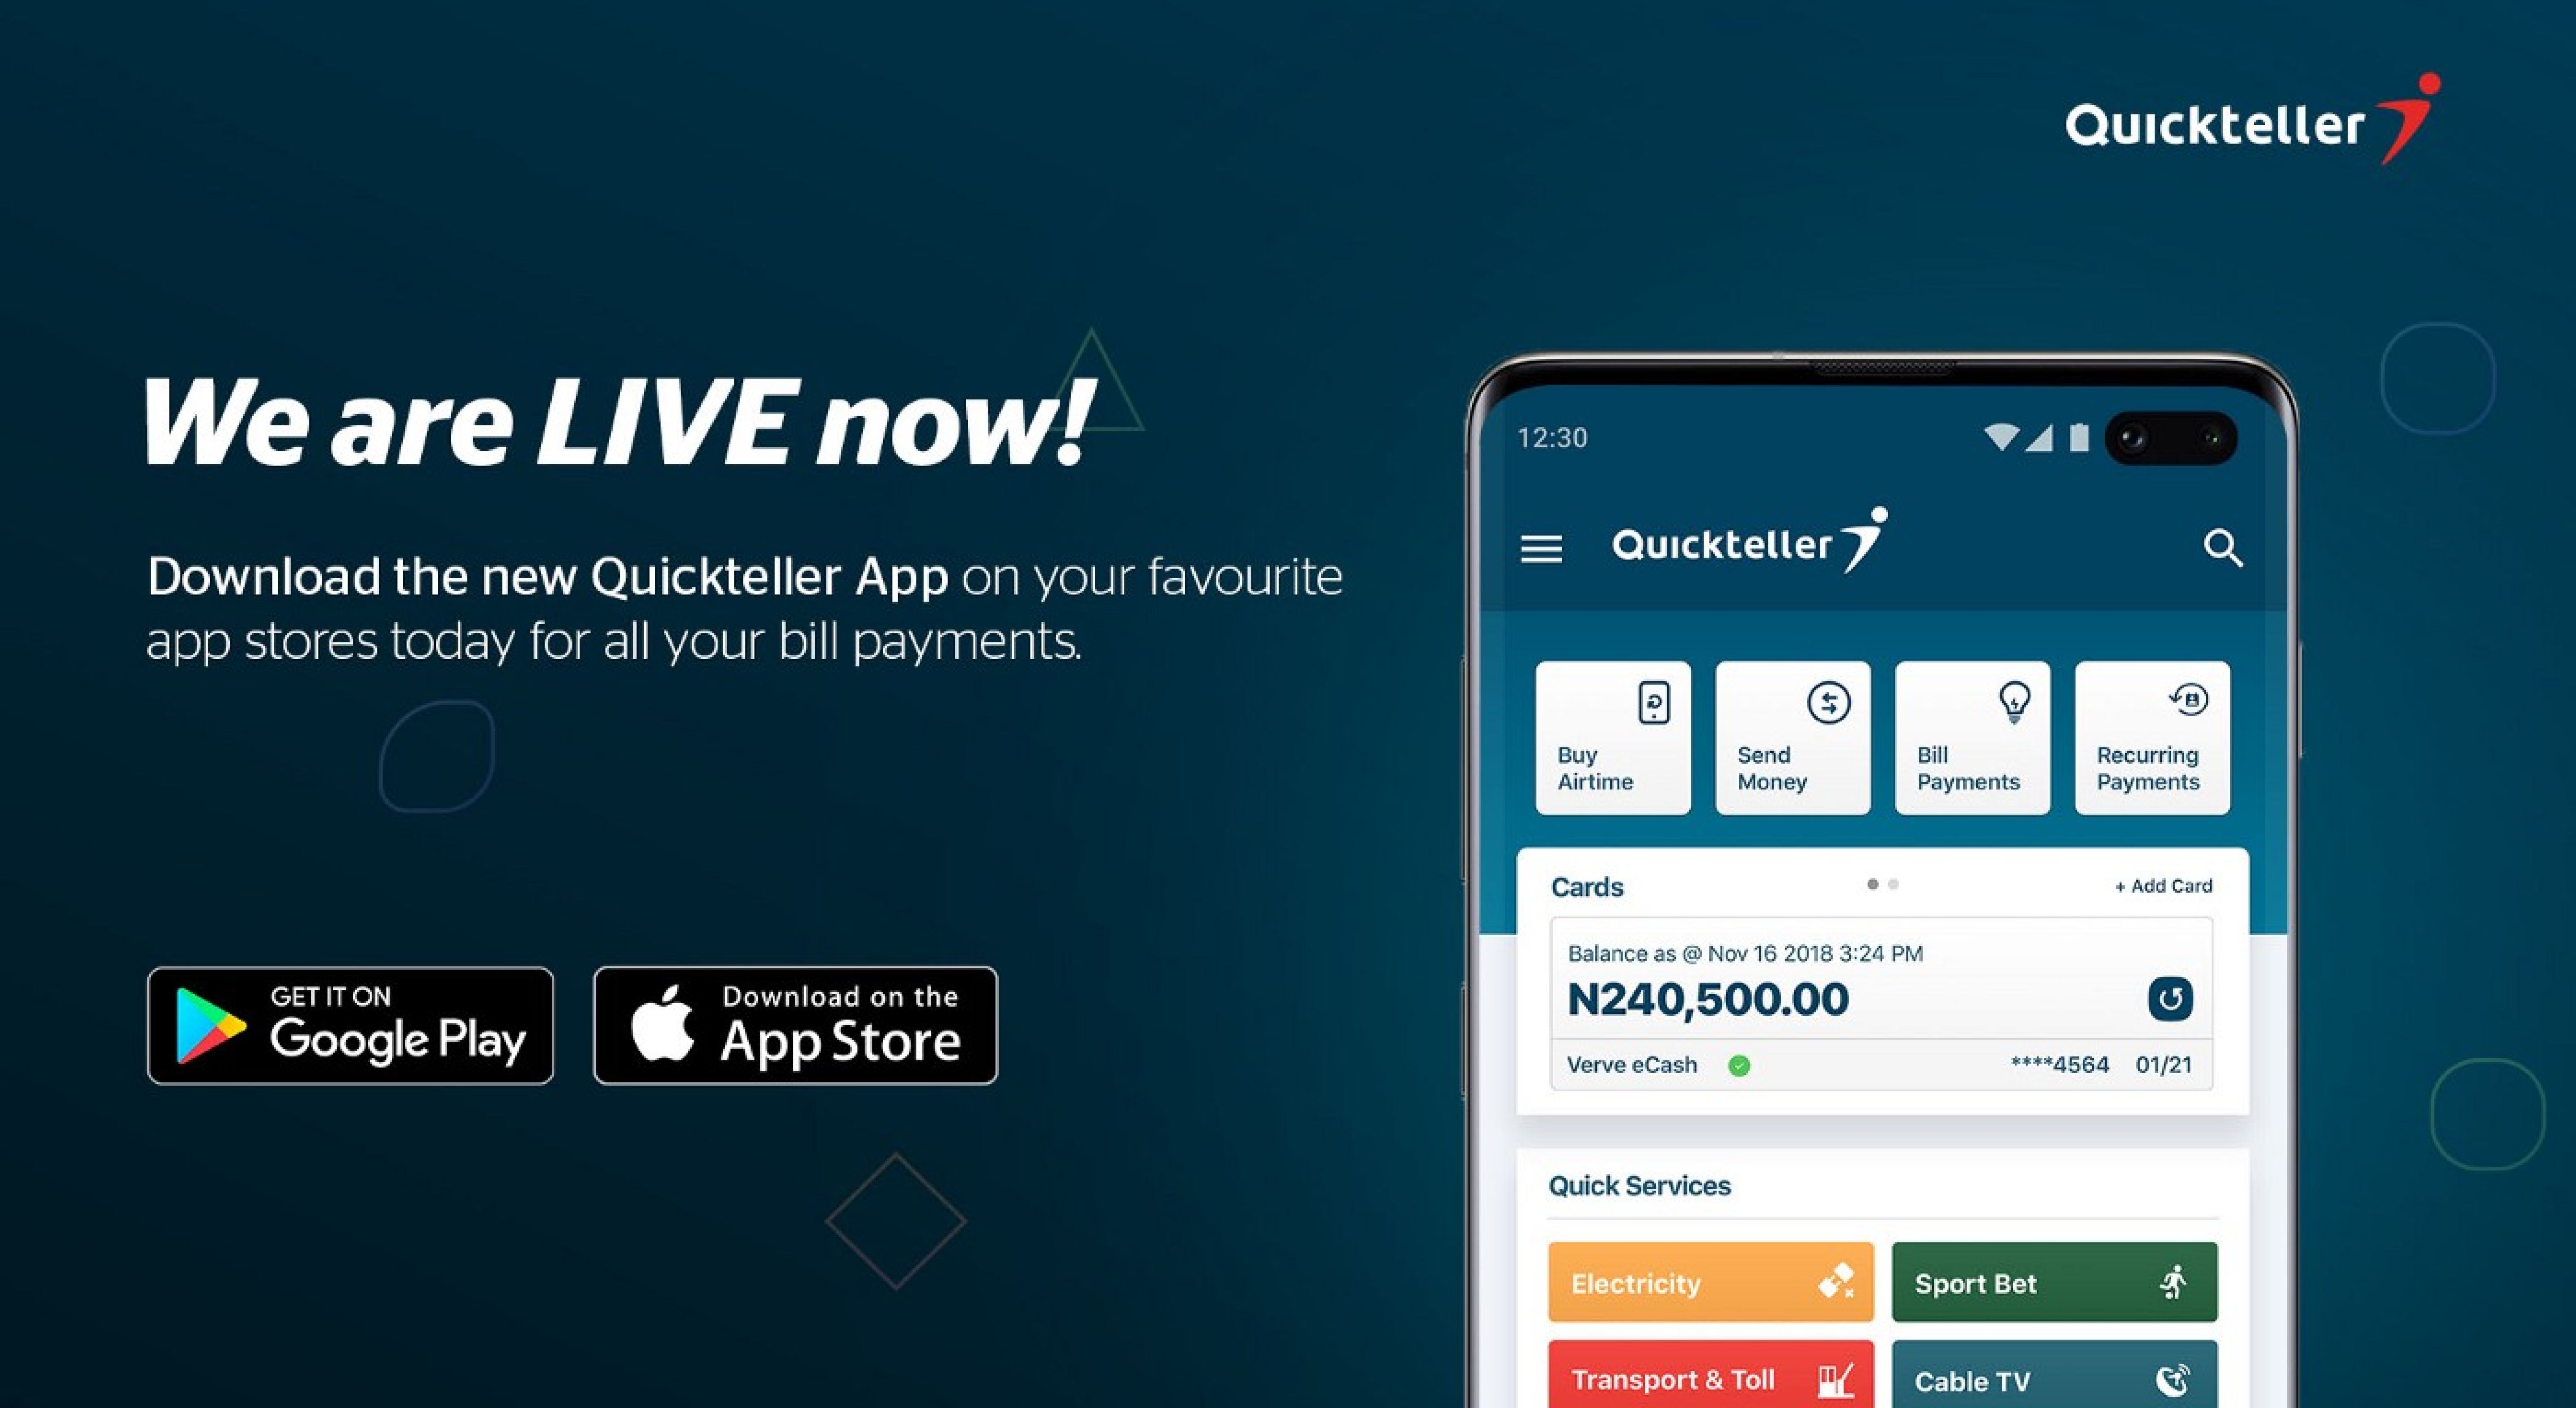 Quickteller
We are LIVE now!
Download the new Quickteller App on your favourite
app stores today for all your bill payments.
GET IT ON
Google Play
Download on the
App Store
12:30
Quickteller
Buy
Airtime
Send
Money
Bill
Payments
Recurring
Payments
Cards
+ Add Card
Balance as @ Nov 16 2018 3:24 PM
N240,500.00
Verve eCash ****4564 01/21
Quick Services
Electricity
Sport Bet
Transport & Toll
Cable TV